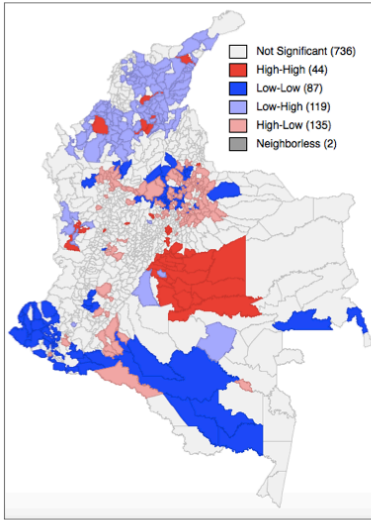 Not Significant (736)
High-High (44)
Low-Low (87)
Low-High (119)
High-Low (135)
Neighborless (2)